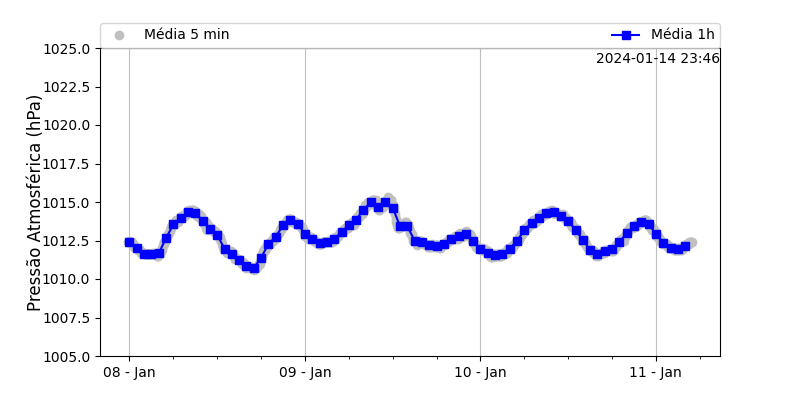 Média 5 min
Média 1h
2024-01-14 23:46
Pressão Atmosférica (hPa)
1025.0
1022.5
1020.0
1017.5
1015.0
1012.5
1010.0
1007.5
1005.0
08 - Jan
09 - Jan
10 - Jan
11 - Jan